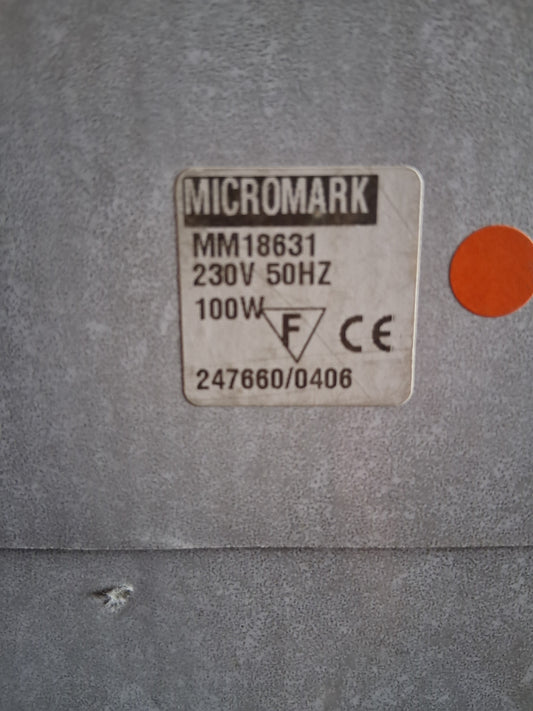 MICROMARK
MM18631
230V 50HZ
100W F CE
247660/0406